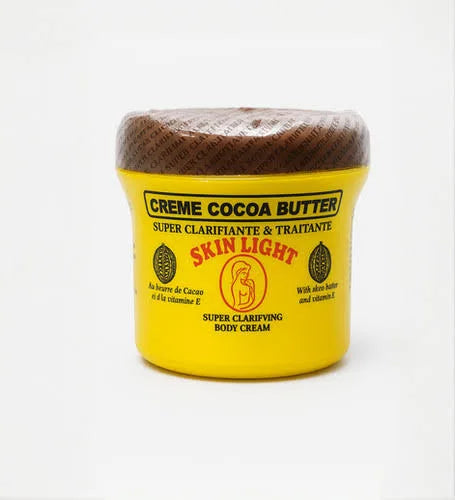 CREME COCOA BUTTER
SUPER CLARIFIANTE & TRAITANTE
SKIN LIGHT
Au beurre de Cacao
et à la vitamine E
With skea butter
and vitamin E
SUPER CLARIFVING
BODY CREAM